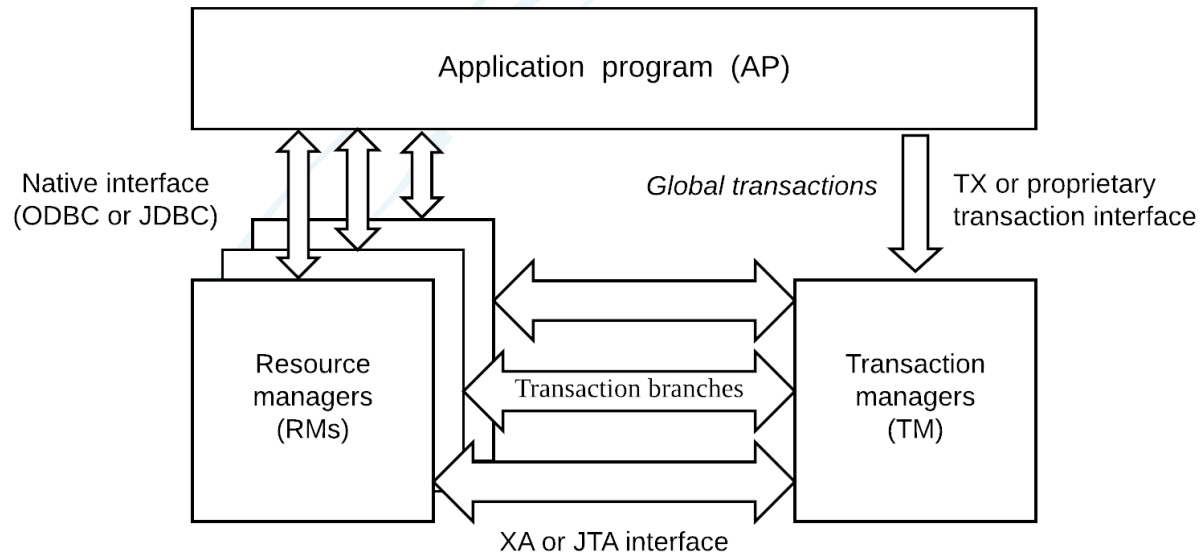 Application program (AP)
Native interface
(ODBC or JDBC)
Global transactions
TX or proprietary
transaction interface
Resource
managers
(RMs)
Transaction branches
Transaction
managers
(TM)
XA or JTA interface